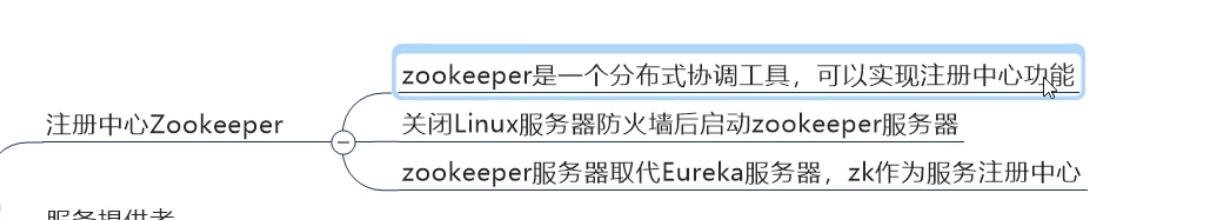 zookeeper是一个分布式协调工具，可以实现注册中心功能
注册中心Zookeeper
关闭Linux服务器防火墙后启动zookeeper服务器
zookeeper服务器取代Eureka服务器，zk作为服务注册中心
服务提供者